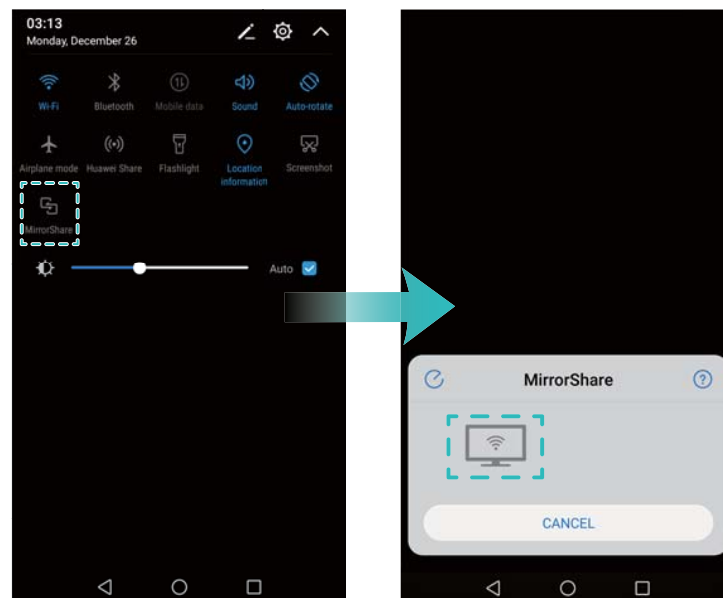 03:13
Monday, December 26
Wi-Fi Bluetooth Mobile data Sound Auto-rotate
Airplane mode Huawei Share Flashlight Location information Screenshot
MirrorShare
Auto
MirrorShare
?
CANCEL